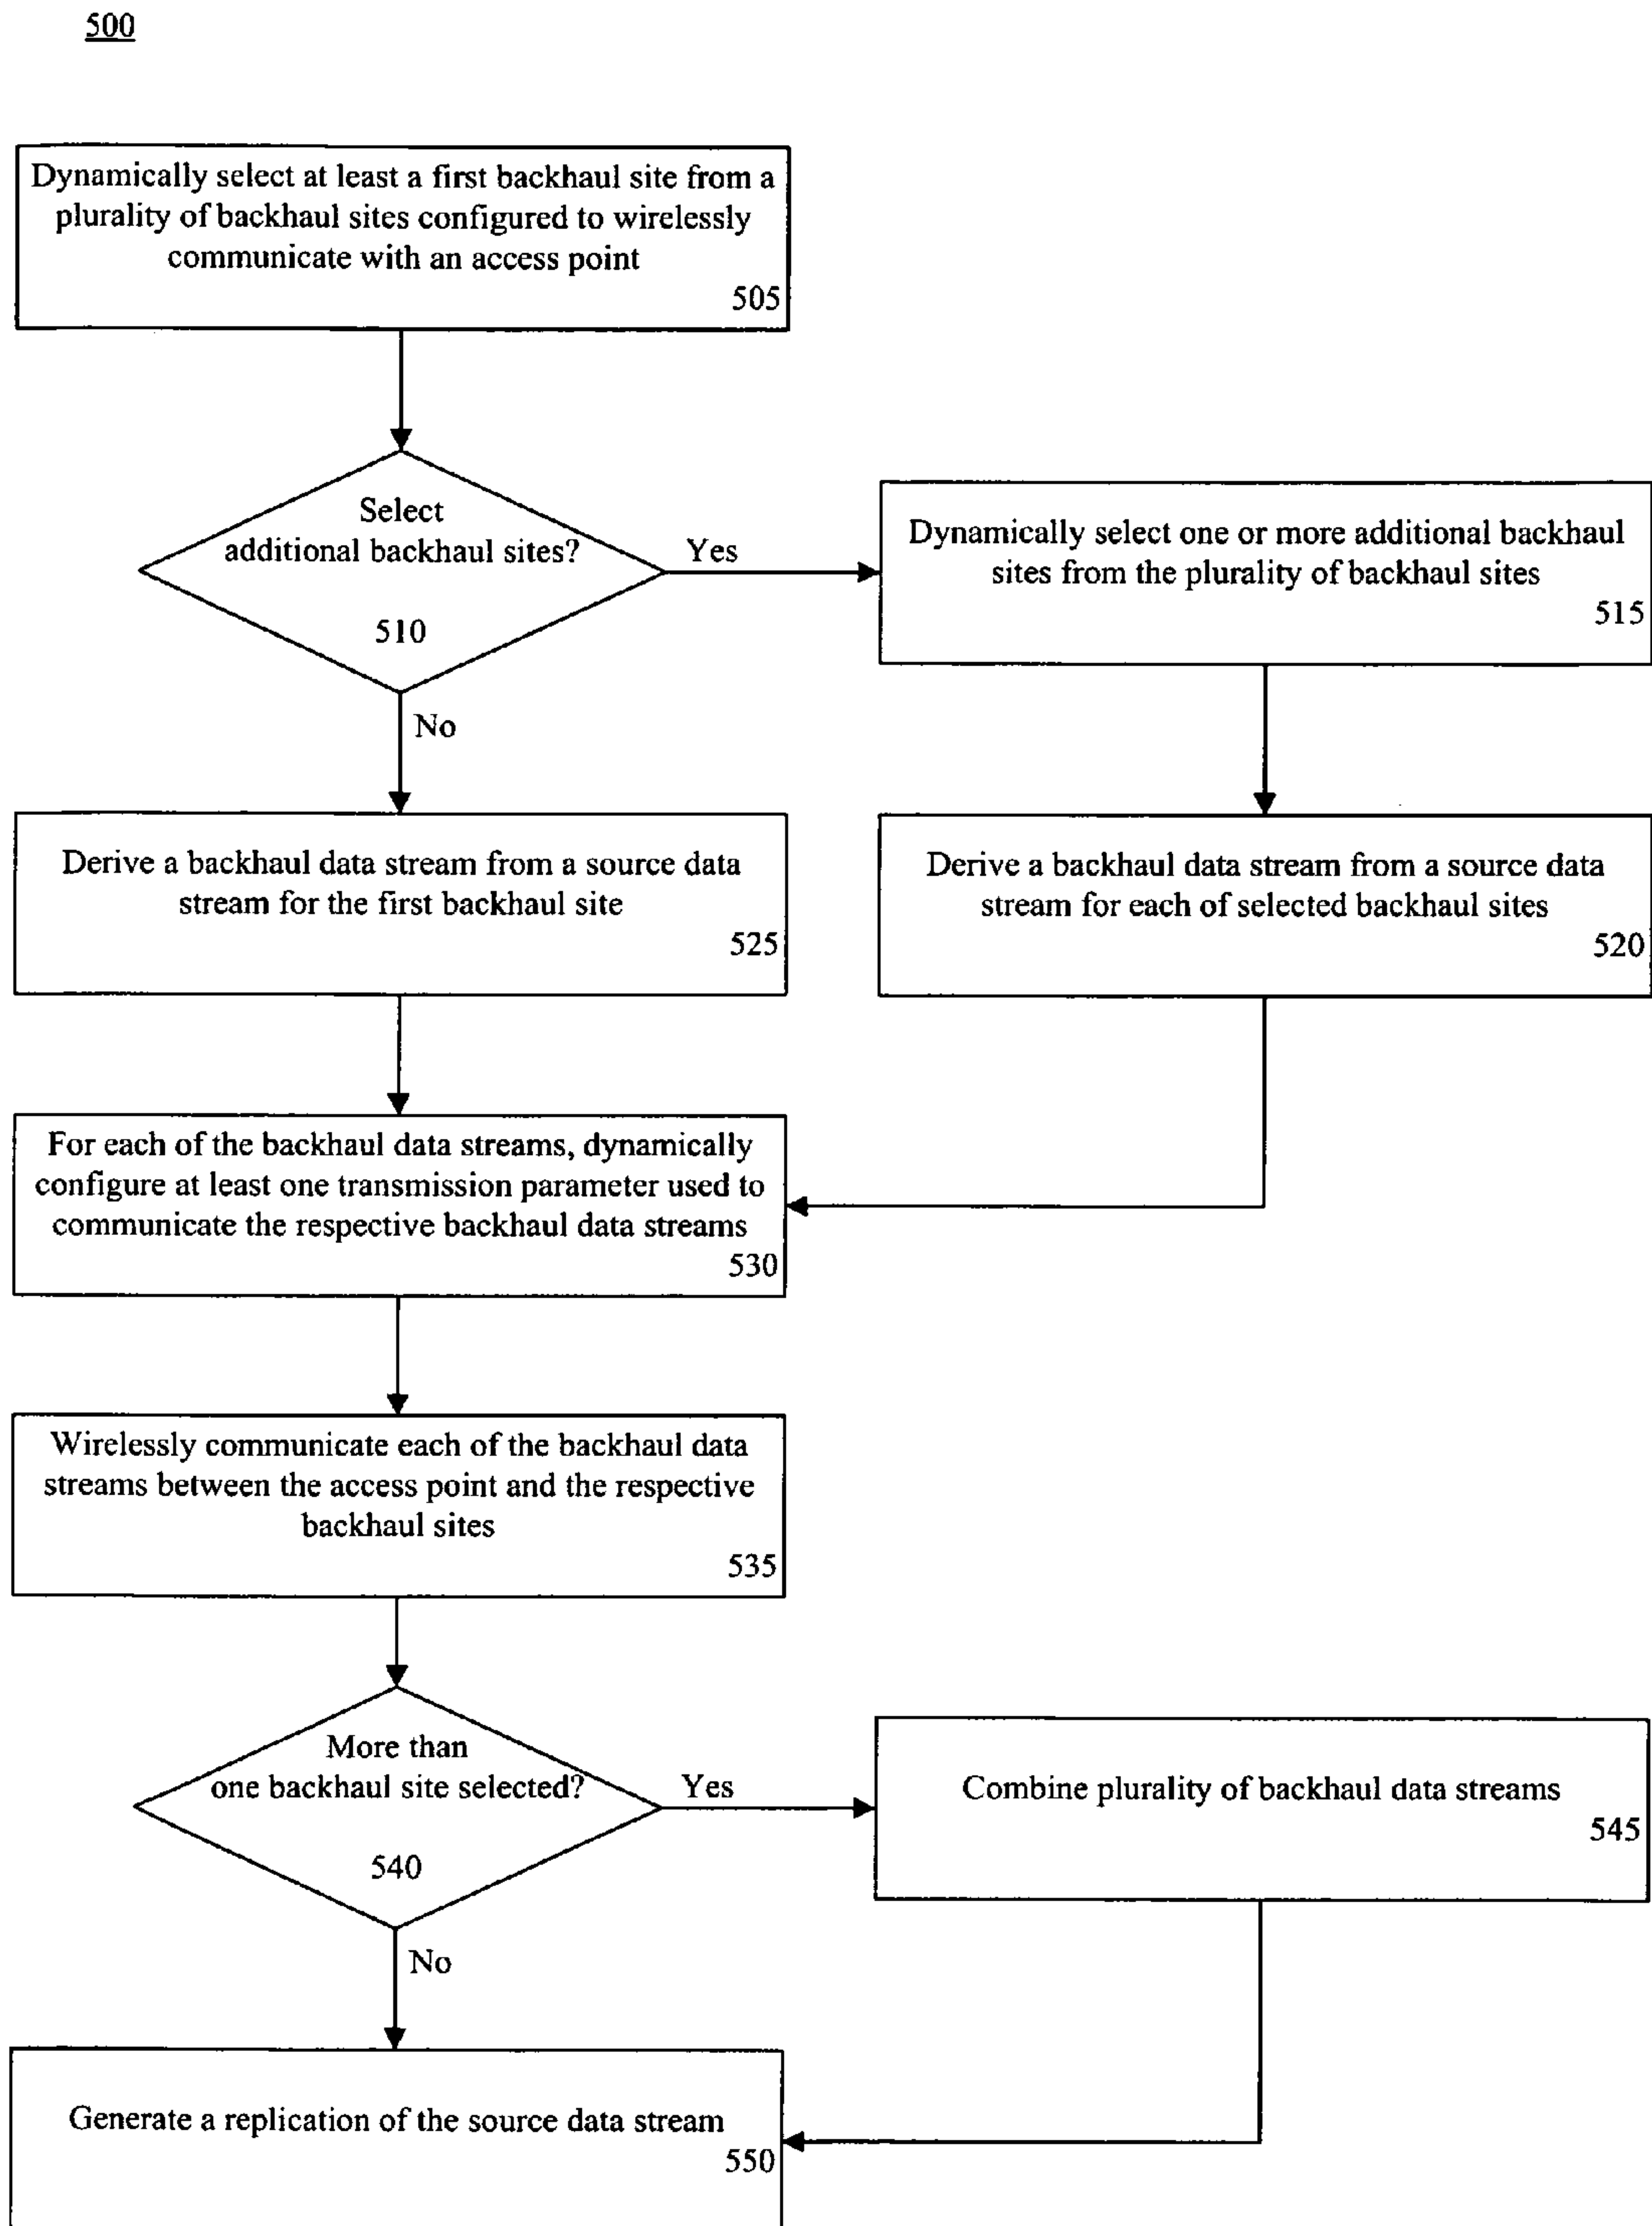 500
Dynamically select at least a first backhaul site from a
plurality of backhaul sites configured to wirelessly
communicate with an access point
505
Select
additional backhaul sites?
510
Yes
Dynamically select one or more additional backhaul
sites from the plurality of backhaul sites
515
No
Derive a backhaul data stream from a source data
stream for the first backhaul site
525
Derive a backhaul data stream from a source data
stream for each of selected backhaul sites
520
For each of the backhaul data streams, dynamically
configure at least one transmission parameter used to
communicate the respective backhaul data streams
530
Wirelessly communicate each of the backhaul data
streams between the access point and the respective
backhaul sites
535
More than
one backhaul site selected?
540
Yes
Combine plurality of backhaul data streams
545
No
Generate a replication of the source data stream
550